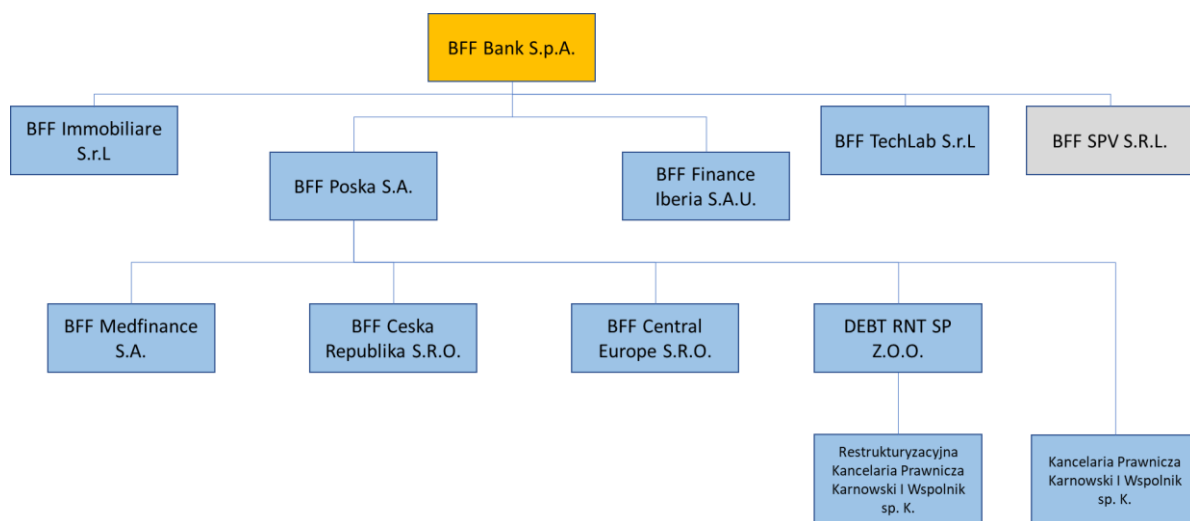 BFF Bank S.p.A.
BFF Immobiliare
S.r.L
BFF TechLab S.r.L
BFF SPV S.R.L.
BFF Poska S.A.
BFF Finance
Iberia S.A.U.
BFF Medfinance
S.A.
BFF Ceska
Republika S.R.O.
BFF Central
Europe S.R.O.
DEBT RNT SP
Z.O.O.
Restrukturyzacyjna
Kancelaria Prawnicza
Karnowski I Wspolnik
sp. K.
Kancelaria Prawnicza
Karnowski I Wspolnik
sp. K.